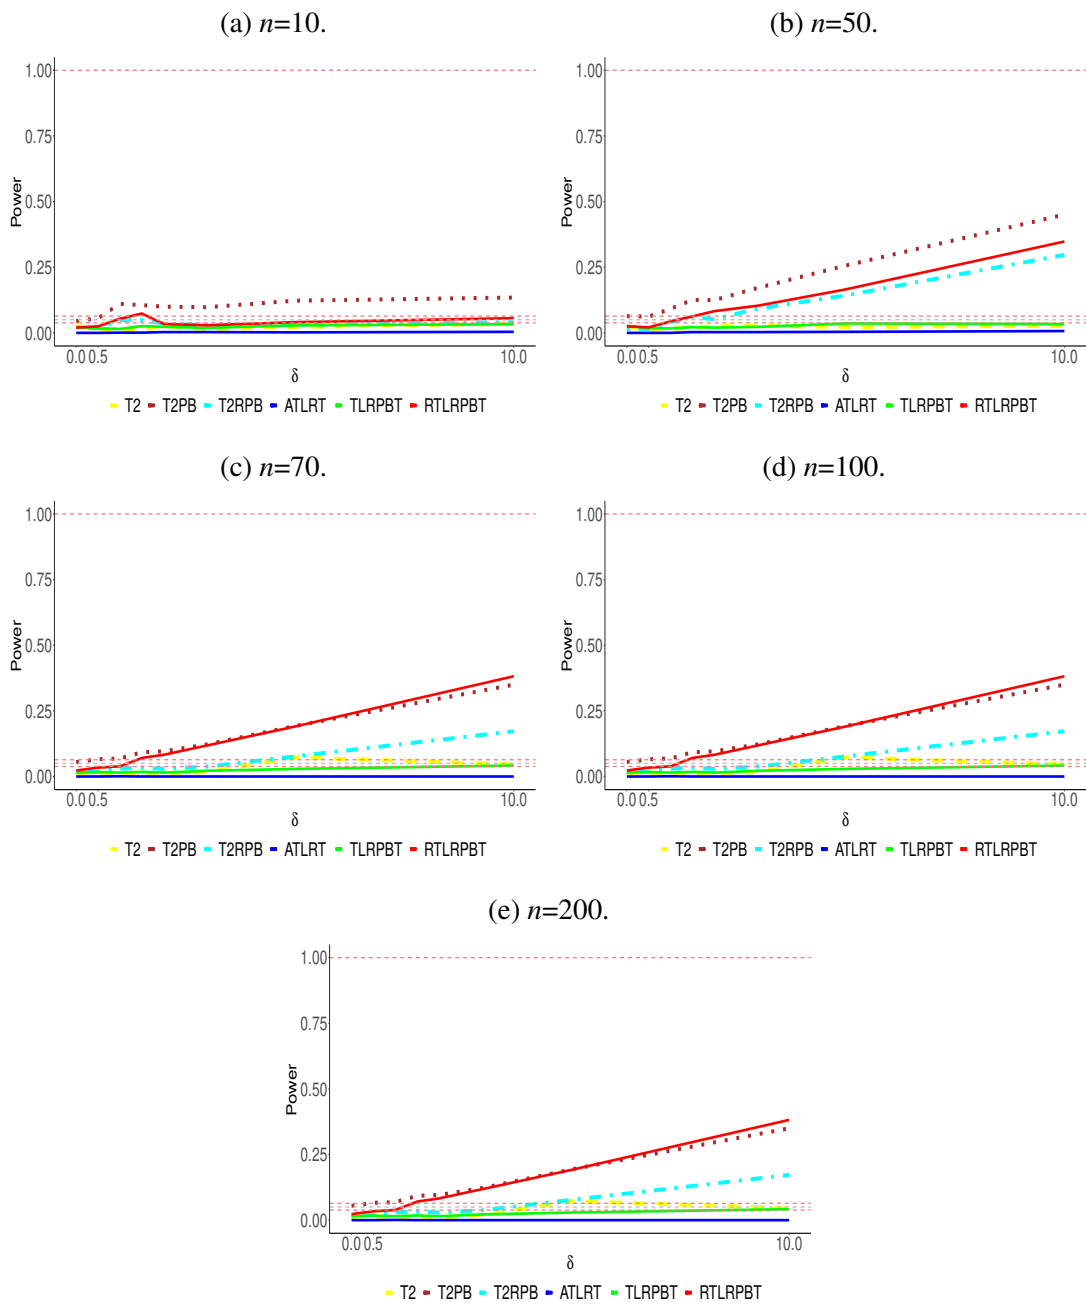 (a) n=10.
1.00
0.75
0.50
0.25
0.00
Power
0.0 0.5 10.0
δ
T2 T2PB T2RPB ATLRT TLRPBT RTLRPBT
(b) n=50.
1.00
0.75
0.50
0.25
0.00
Power
0.0 0.5 10.0
δ
T2 T2PB T2RPB ATLRT TLRPBT RTLRPBT
(c) n=70.
1.00
0.75
0.50
0.25
0.00
Power
0.0 0.5 10.0
δ
T2 T2PB T2RPB ATLRT TLRPBT RTLRPBT
(d) n=100.
1.00
0.75
0.50
0.25
0.00
Power
0.0 0.5 10.0
δ
T2 T2PB T2RPB ATLRT TLRPBT RTLRPBT
(e) n=200.
1.00
0.75
0.50
0.25
0.00
Power
0.0 0.5 10.0
δ
T2 T2PB T2RPB ATLRT TLRPBT RTLRPBT